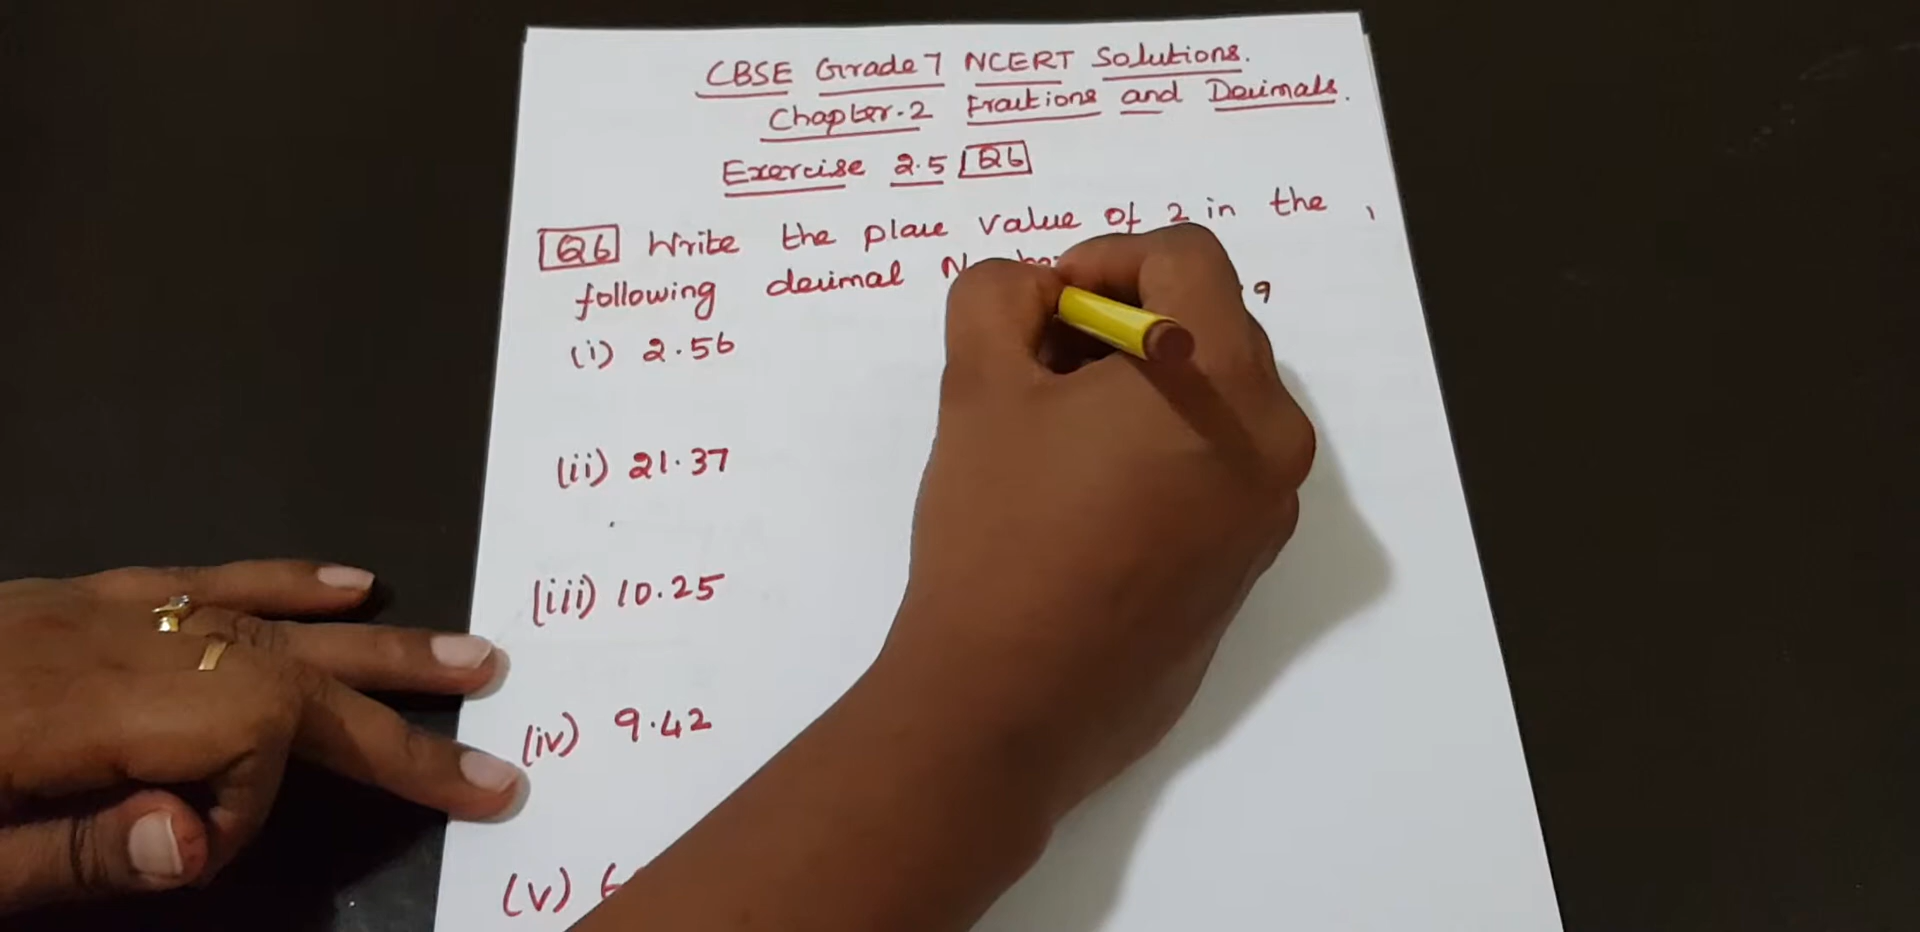 CBSE Grade 7 NCERT Solutions.
Chapter-2 Fractions and Decimals.
Exercise 2.5 Q6
Q6 Write the place value of 2 in the
following decimal
9
(i) 2.56
(ii) 21.37
(iii) 10.25
(iv) 9.42
(v)